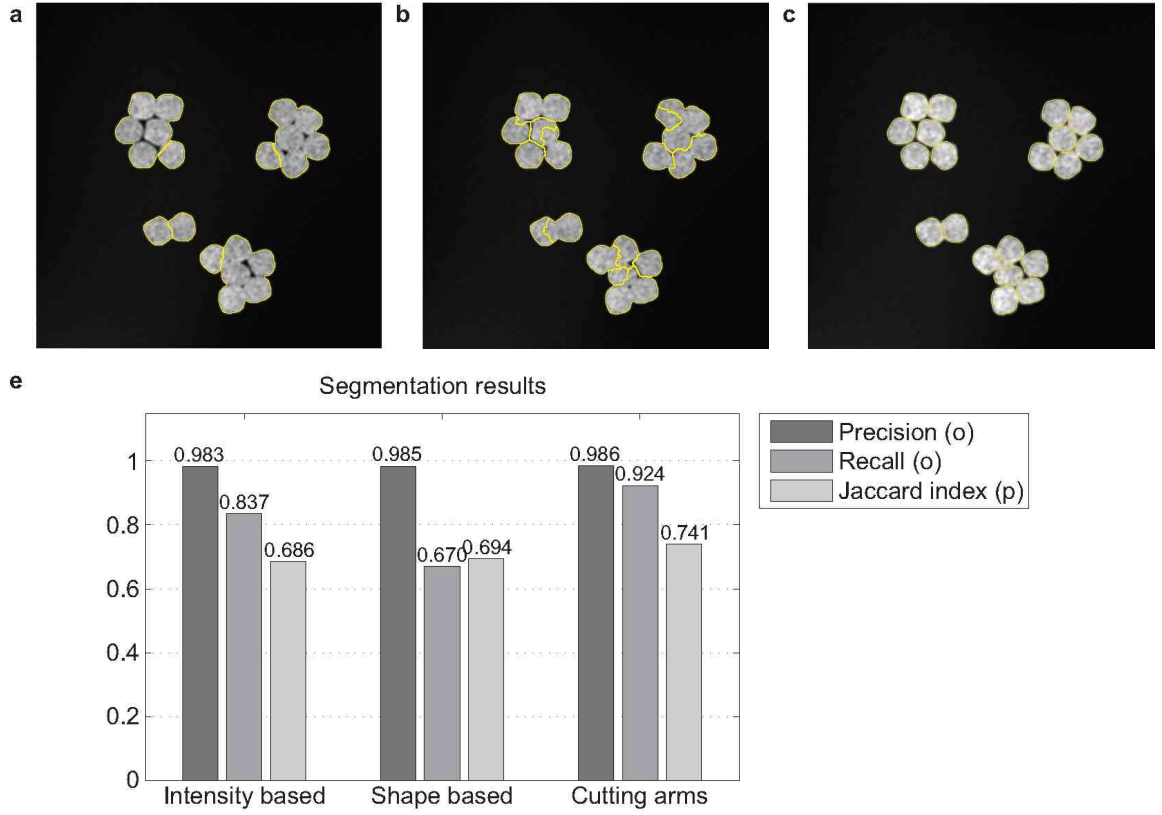 a
b
c
e
Segmentation results
0.983
0.837
0.686
0.985
0.670
0.694
0.986
0.924
0.741
1
0.8
0.6
0.4
0.2
0
Intensity based
Shape based
Cutting arms
Precision (o)
Recall (o)
Jaccard index (p)